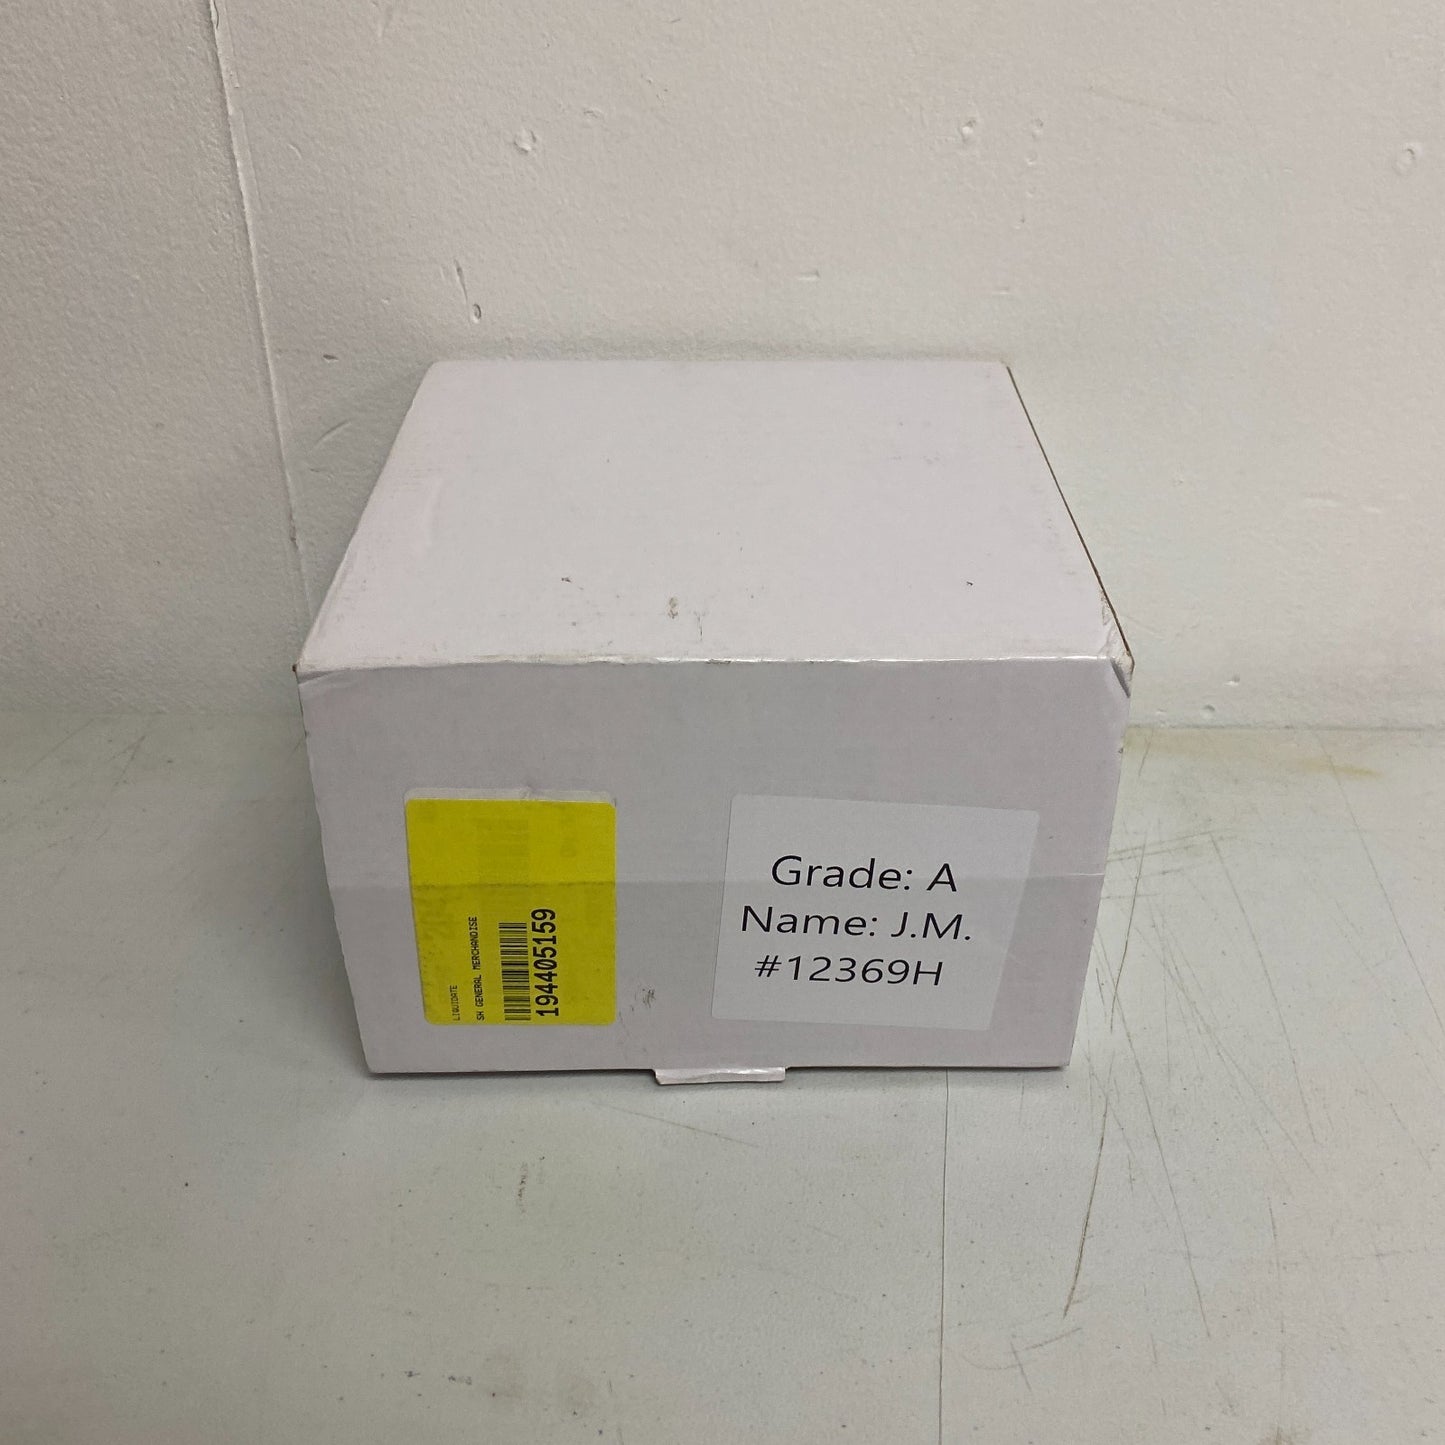 LIQUIDATE
SH GENERAL MERCHANDISE
194405159
Grade: A
Name: J.M.
#12369H